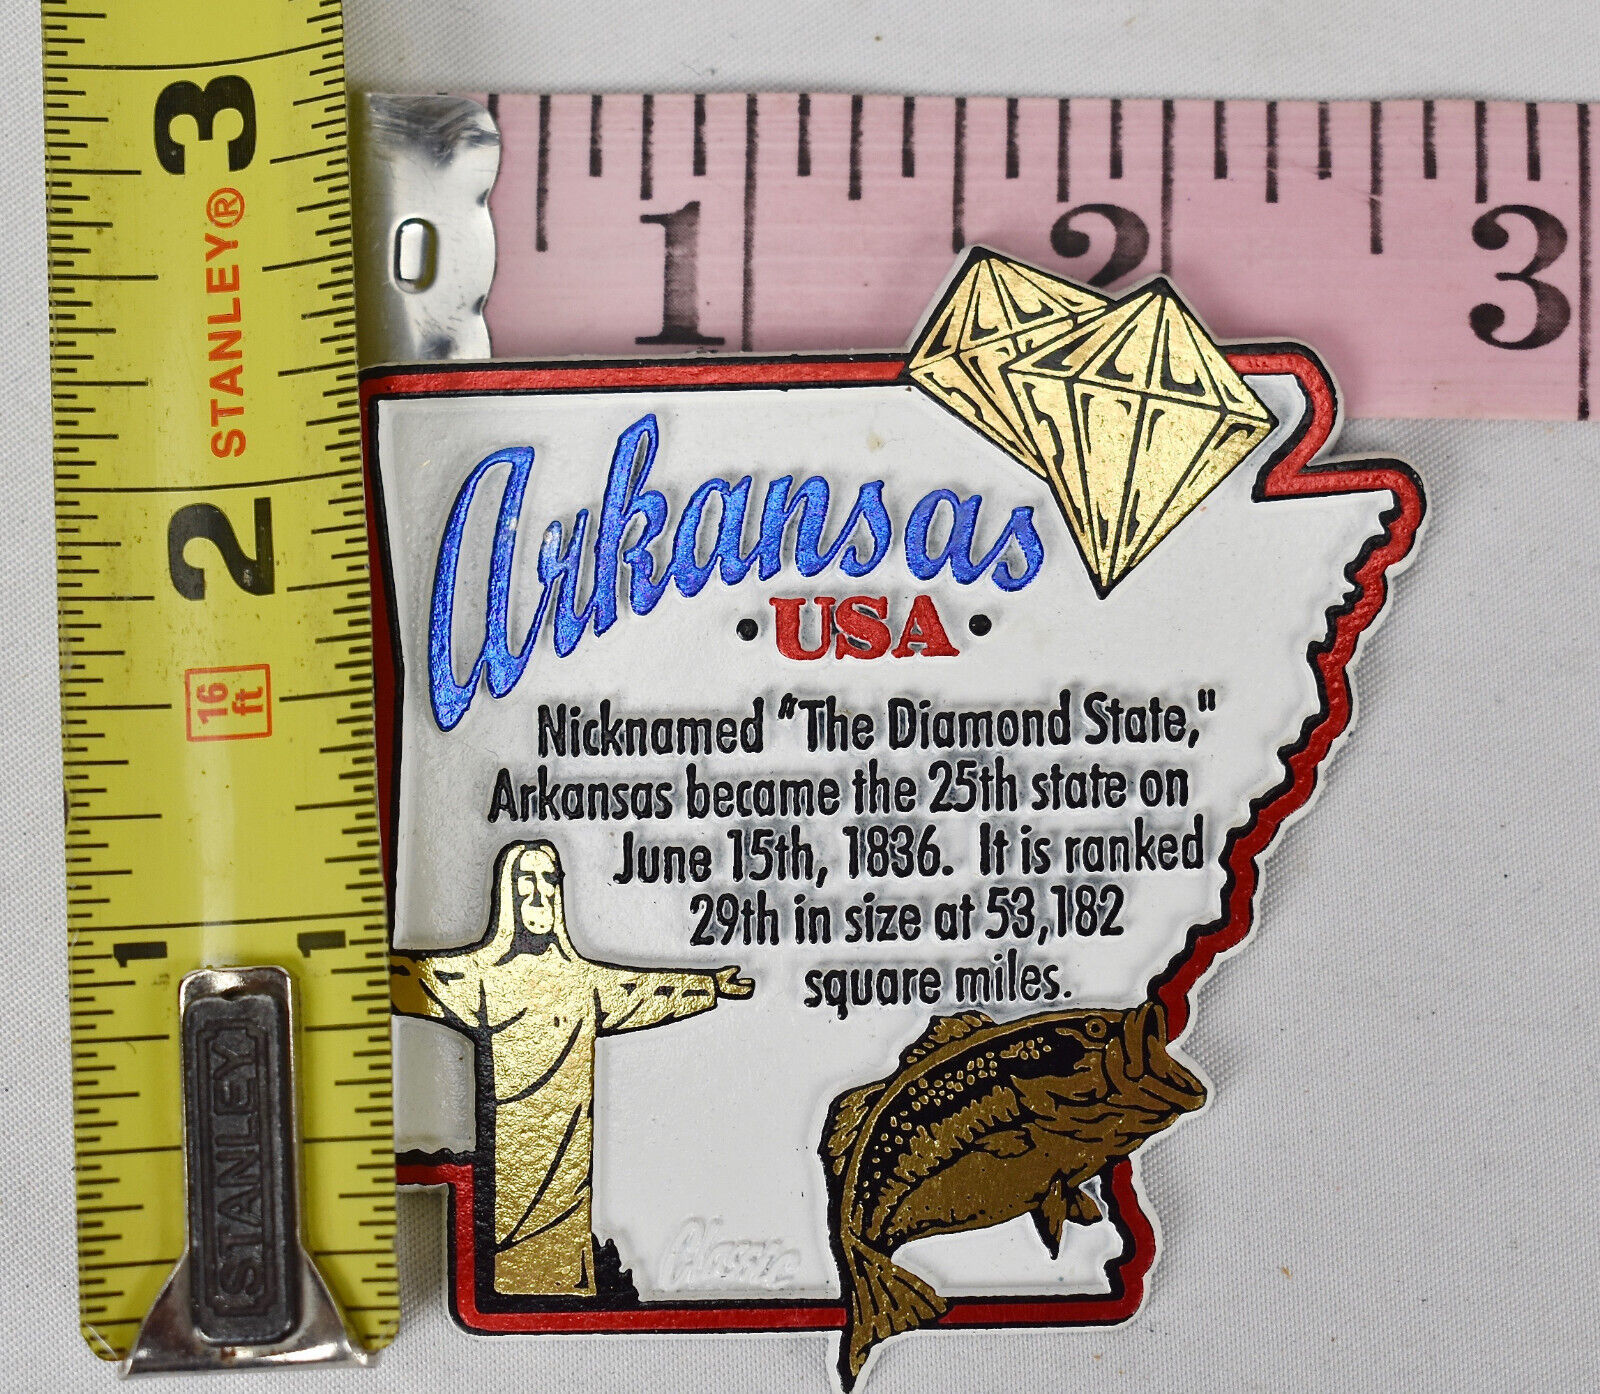 3
STANLEY®
2
16
ft
1 1
STANLEY
1 2 3
Arkansas
• USA •
Nicknamed "The Diamond State,"
Arkansas became the 25th state on
June 15th, 1836. It is ranked
29th in size at 53,182
square miles.
Classic